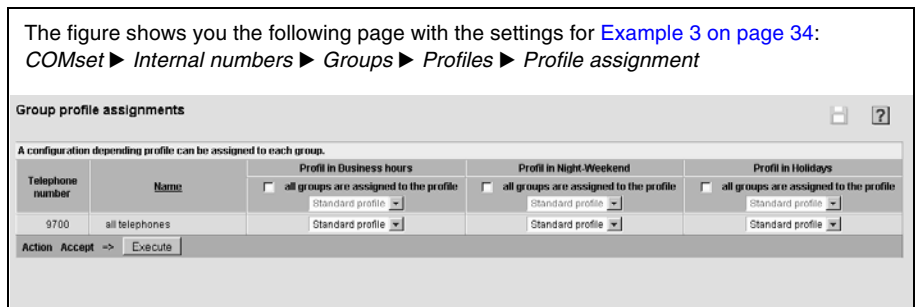 The figure shows you the following page with the settings for Example 3 on page 34:
COMset ▶ Internal numbers ▶ Groups ▶ Profiles ▶ Profile assignment
Group profile assignments
?
A configuration depending profile can be assigned to each group.
Telephone number Name Profil in Business hours Profil in Night-Weekend Profil in Holidays
all groups are assigned to the profile all groups are assigned to the profile all groups are assigned to the profile
Standard profile Standard profile Standard profile
9700 all telephones Standard profile Standard profile Standard profile
Action Accept => Execute